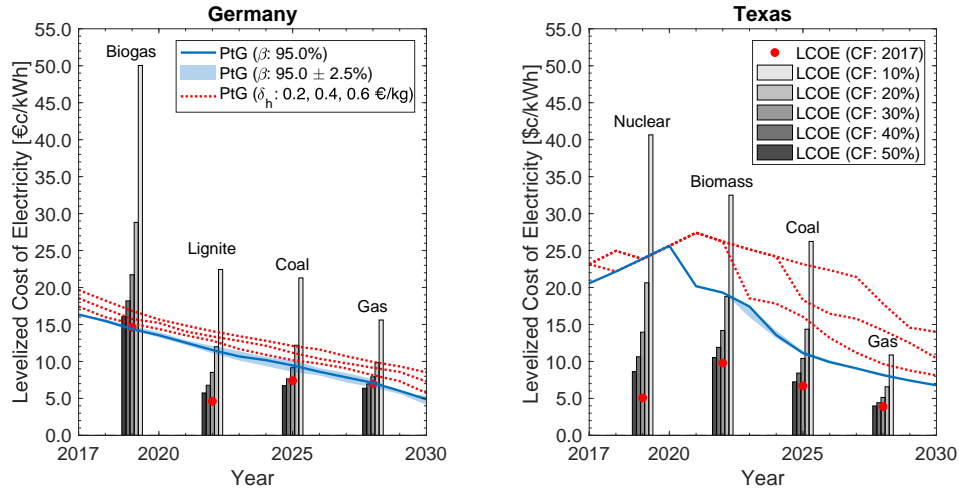 Germany
Levelized Cost of Electricity [€c/kWh]
55.0
50.0
45.0
40.0
35.0
30.0
25.0
20.0
15.0
10.0
5.0
0.0
Biogas
Lignite
Coal
Gas
PtG (β: 95.0%)
PtG (β: 95.0 ± 2.5%)
PtG (δh: 0.2, 0.4, 0.6 €/kg)
2017
2020
2025
2030
Year
Texas
Levelized Cost of Electricity [$c/kWh]
55.0
50.0
45.0
40.0
35.0
30.0
25.0
20.0
15.0
10.0
5.0
0.0
Nuclear
Biomass
Coal
Gas
LCOE (CF: 2017)
LCOE (CF: 10%)
LCOE (CF: 20%)
LCOE (CF: 30%)
LCOE (CF: 40%)
LCOE (CF: 50%)
2017
2020
2025
2030
Year